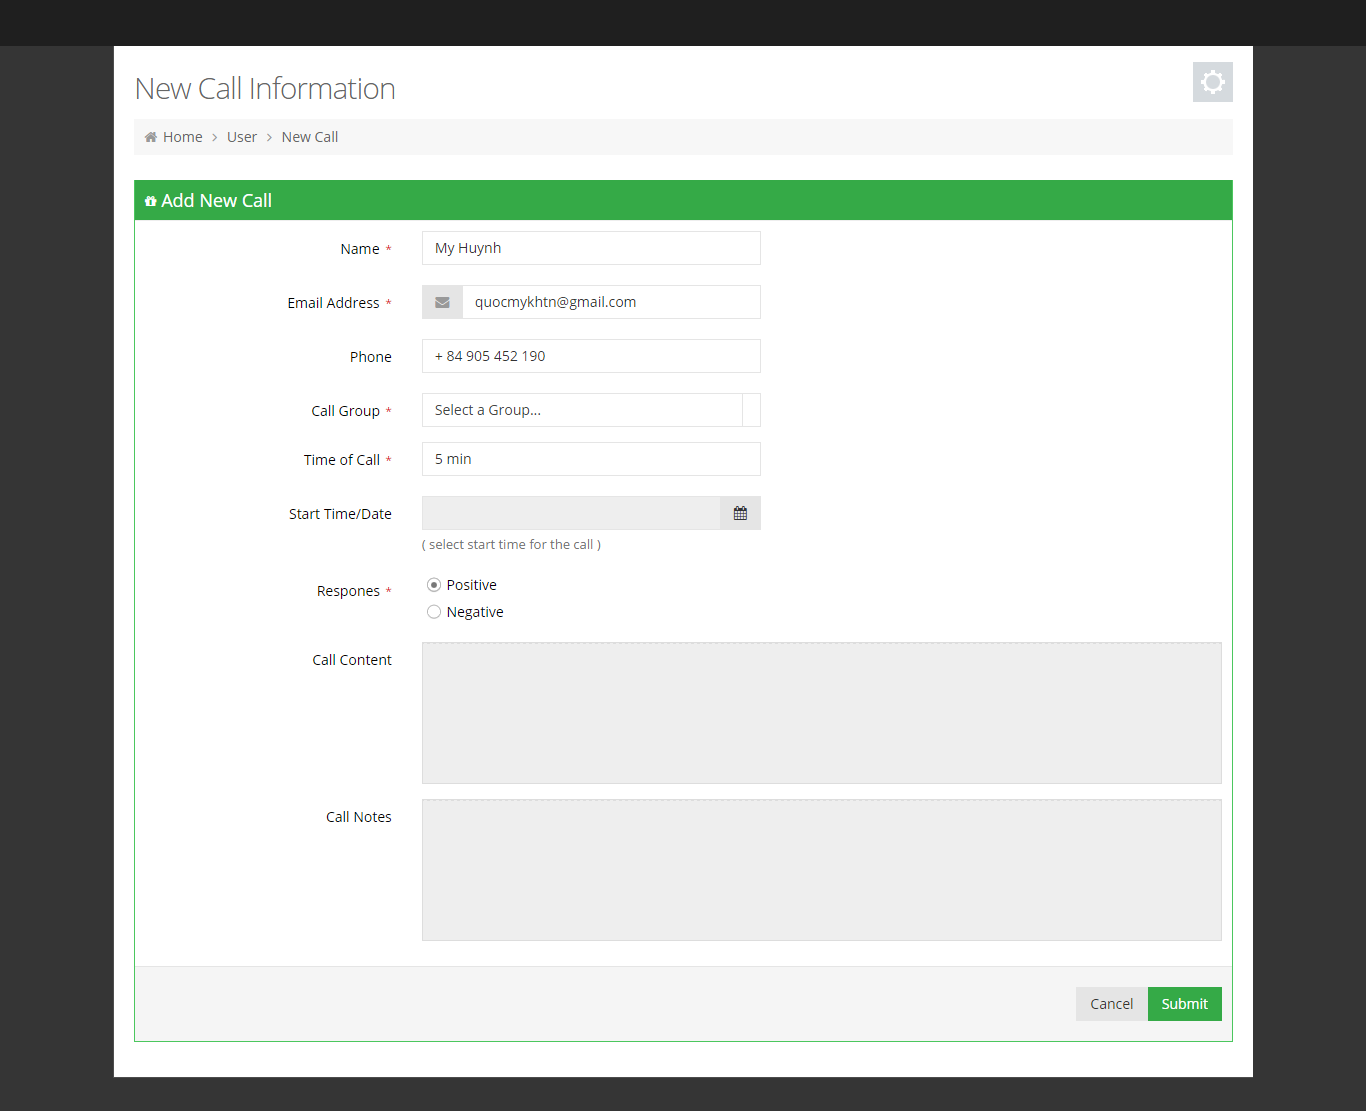 New Call Information
Home > User > New Call
Add New Call
Name *
My Huynh
Email Address *
quocmykhtn@gmail.com
Phone
+ 84 905 452 190
Call Group *
Select a Group...
Time of Call *
5 min
Start Time/Date
( select start time for the call )
Respones *
Positive
Negative
Call Content
Call Notes
Cancel
Submit